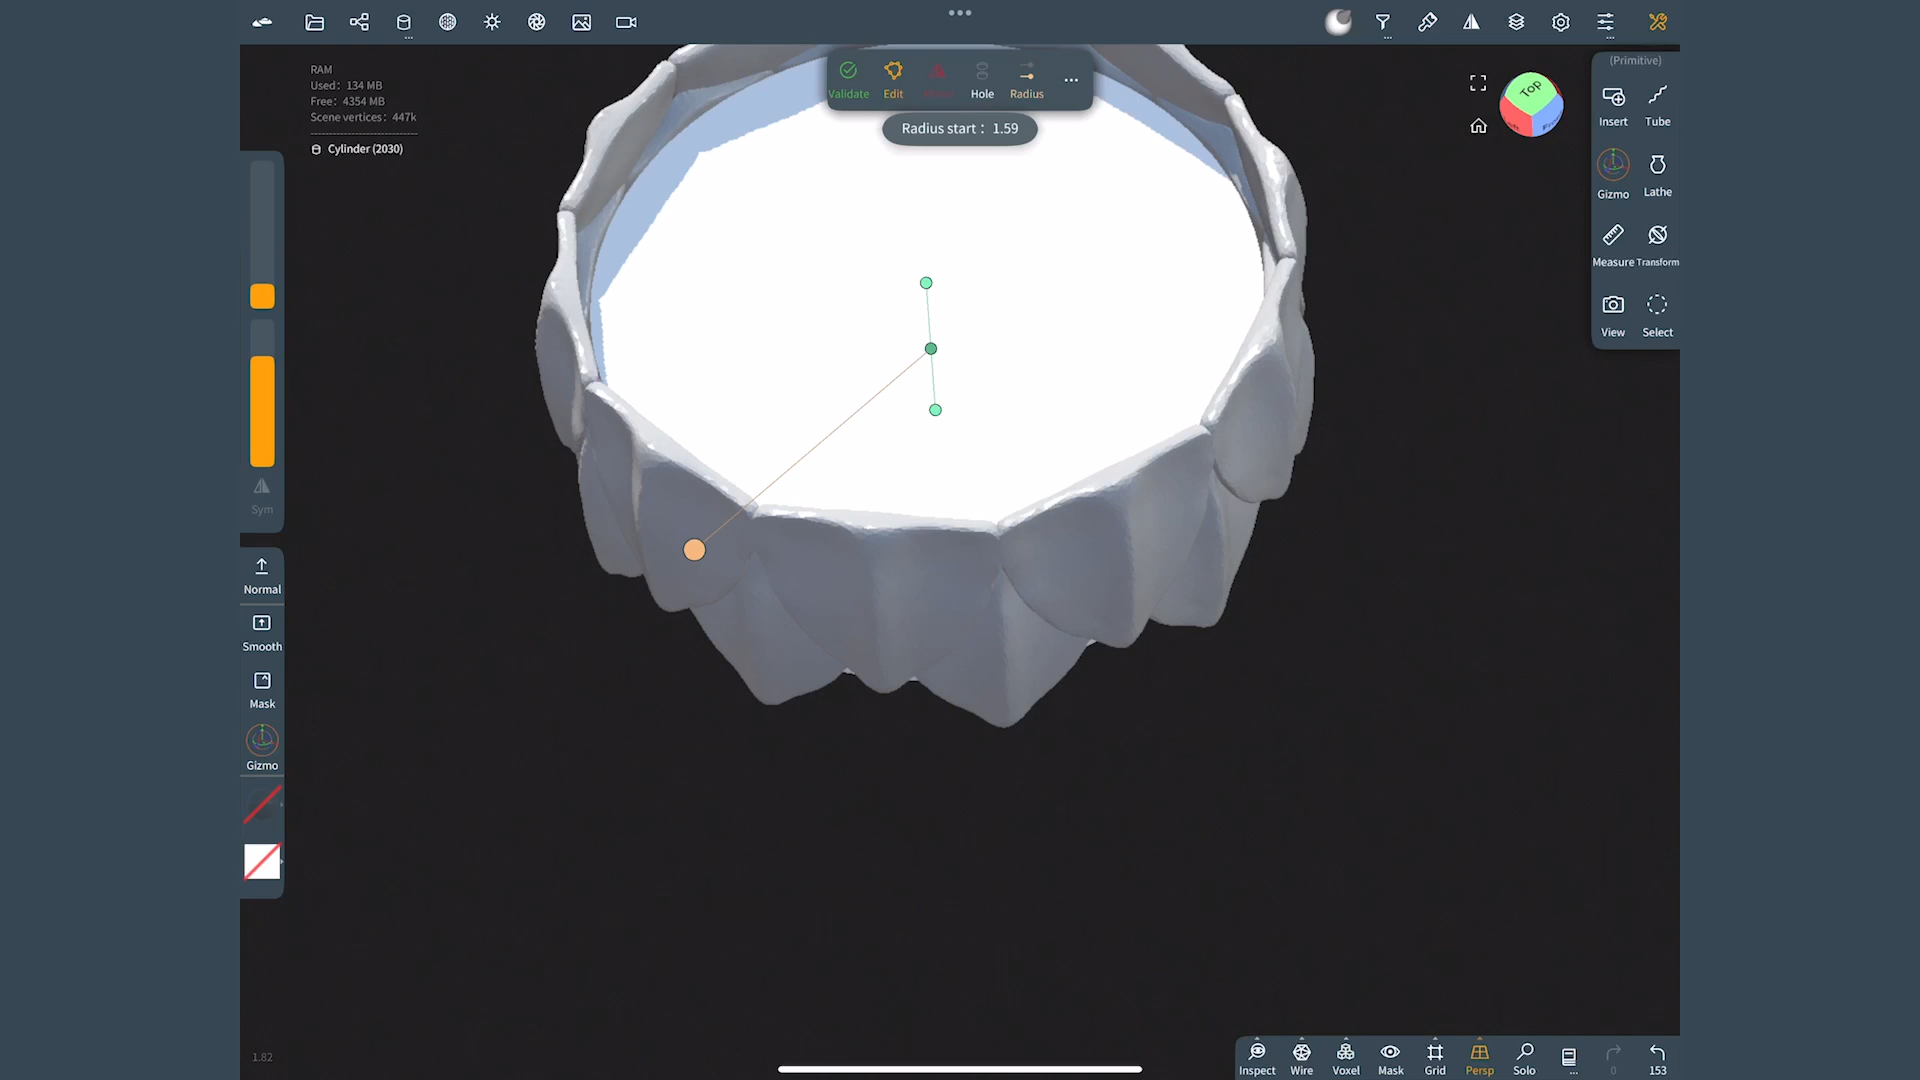 RAM
Used: 134 MB
Free: 4354 MB
Scene vertices: 447k
Cylinder (2030)
Validate
Edit
Hole
Radius
...
Radius start : 1.59
Top
(Primitive)
Insert
Tube
Gizmo
Lathe
Measure
Transform
View
Select
Sym
Normal
Smooth
Mask
Gizmo
1.82
Inspect
Wire
Voxel
Mask
Grid
Persp
Solo
...
0
153